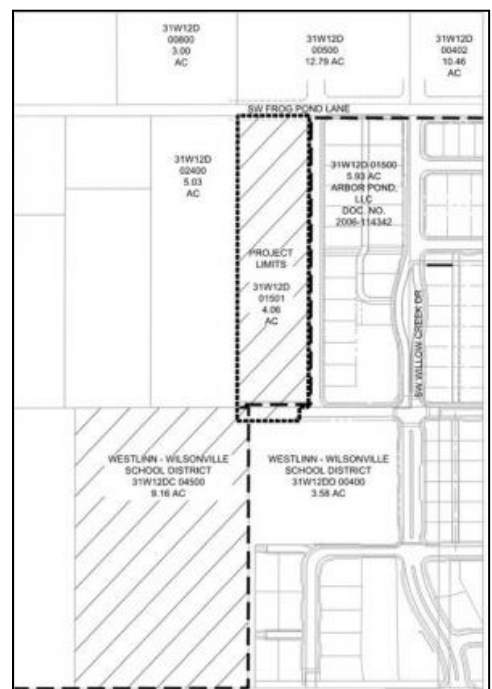 31W12D
00800
3.00
AC
31W12D
00500
12.79 AC
31W12D
00402
10.46
AC
SW FROG POND LANE
31W12D
02400
5.03
AC
31W12D 01500
5.93 AC
ARBOR POND,
LLC
DOC. NO.
2006-114342
PROJECT
LIMITS
31W12D
01501
4.06
AC
SW WILLOW CREEK DR
WESTLINN - WILSONVILLE
SCHOOL DISTRICT
31W12DC 04500
9.16 AC
WESTLINN - WILSONVILLE
SCHOOL DISTRICT
31W12DD 00400
3.58 AC